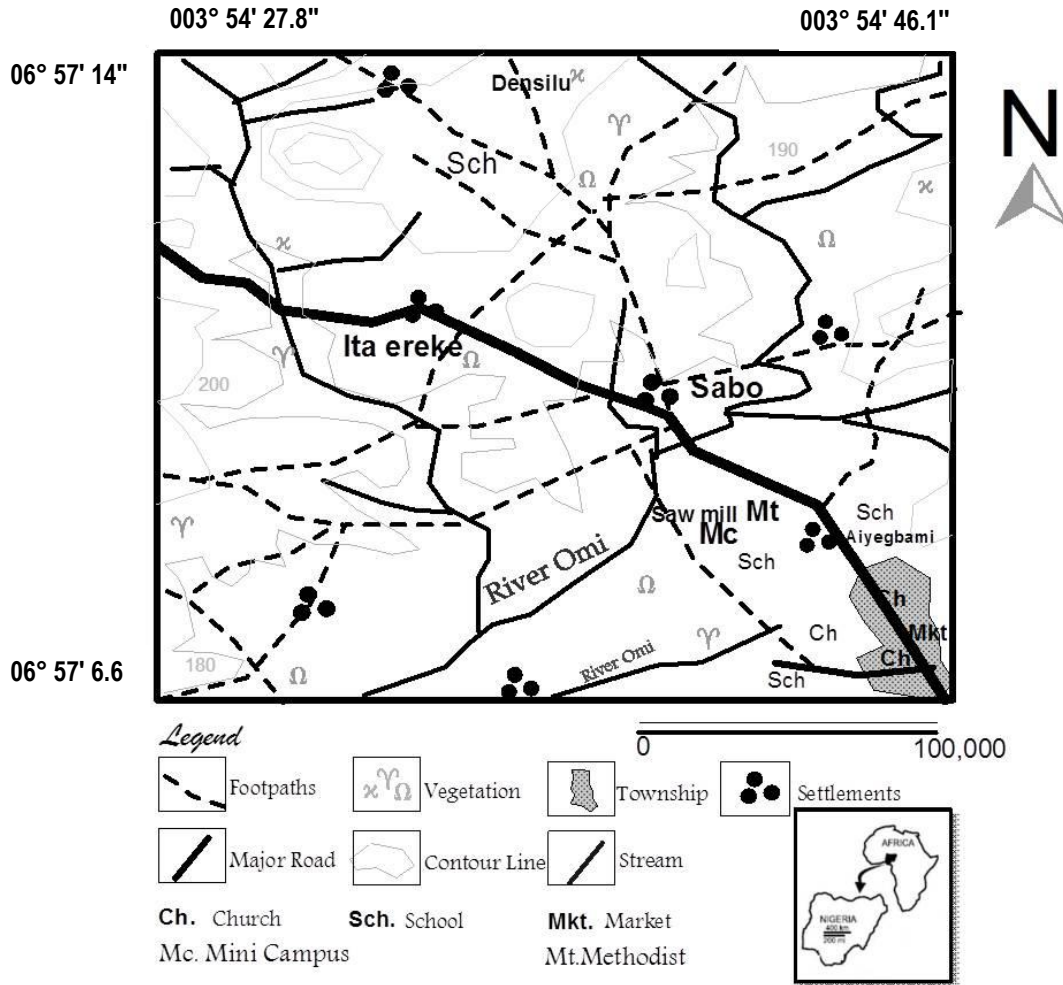 003° 54' 27.8"
003° 54' 46.1"
06° 57' 14"
N
Densilu
Sch
190
Ita ereke
200
Sabo
Saw mill Mt
Mc
Sch
Sch
Aiyegbami
River Omi
Ch
Ch
Mkt
River Omi
Ch
Sch
180
06° 57' 6.6
Legend
0 100,000
Footpaths
Vegetation
Township
Settlements
Major Road
Contour Line
Stream
Ch. Church
Sch. School
Mkt. Market
Mc. Mini Campus
Mt.Methodist
AFRICA
NIGERIA
400 km
200 mi